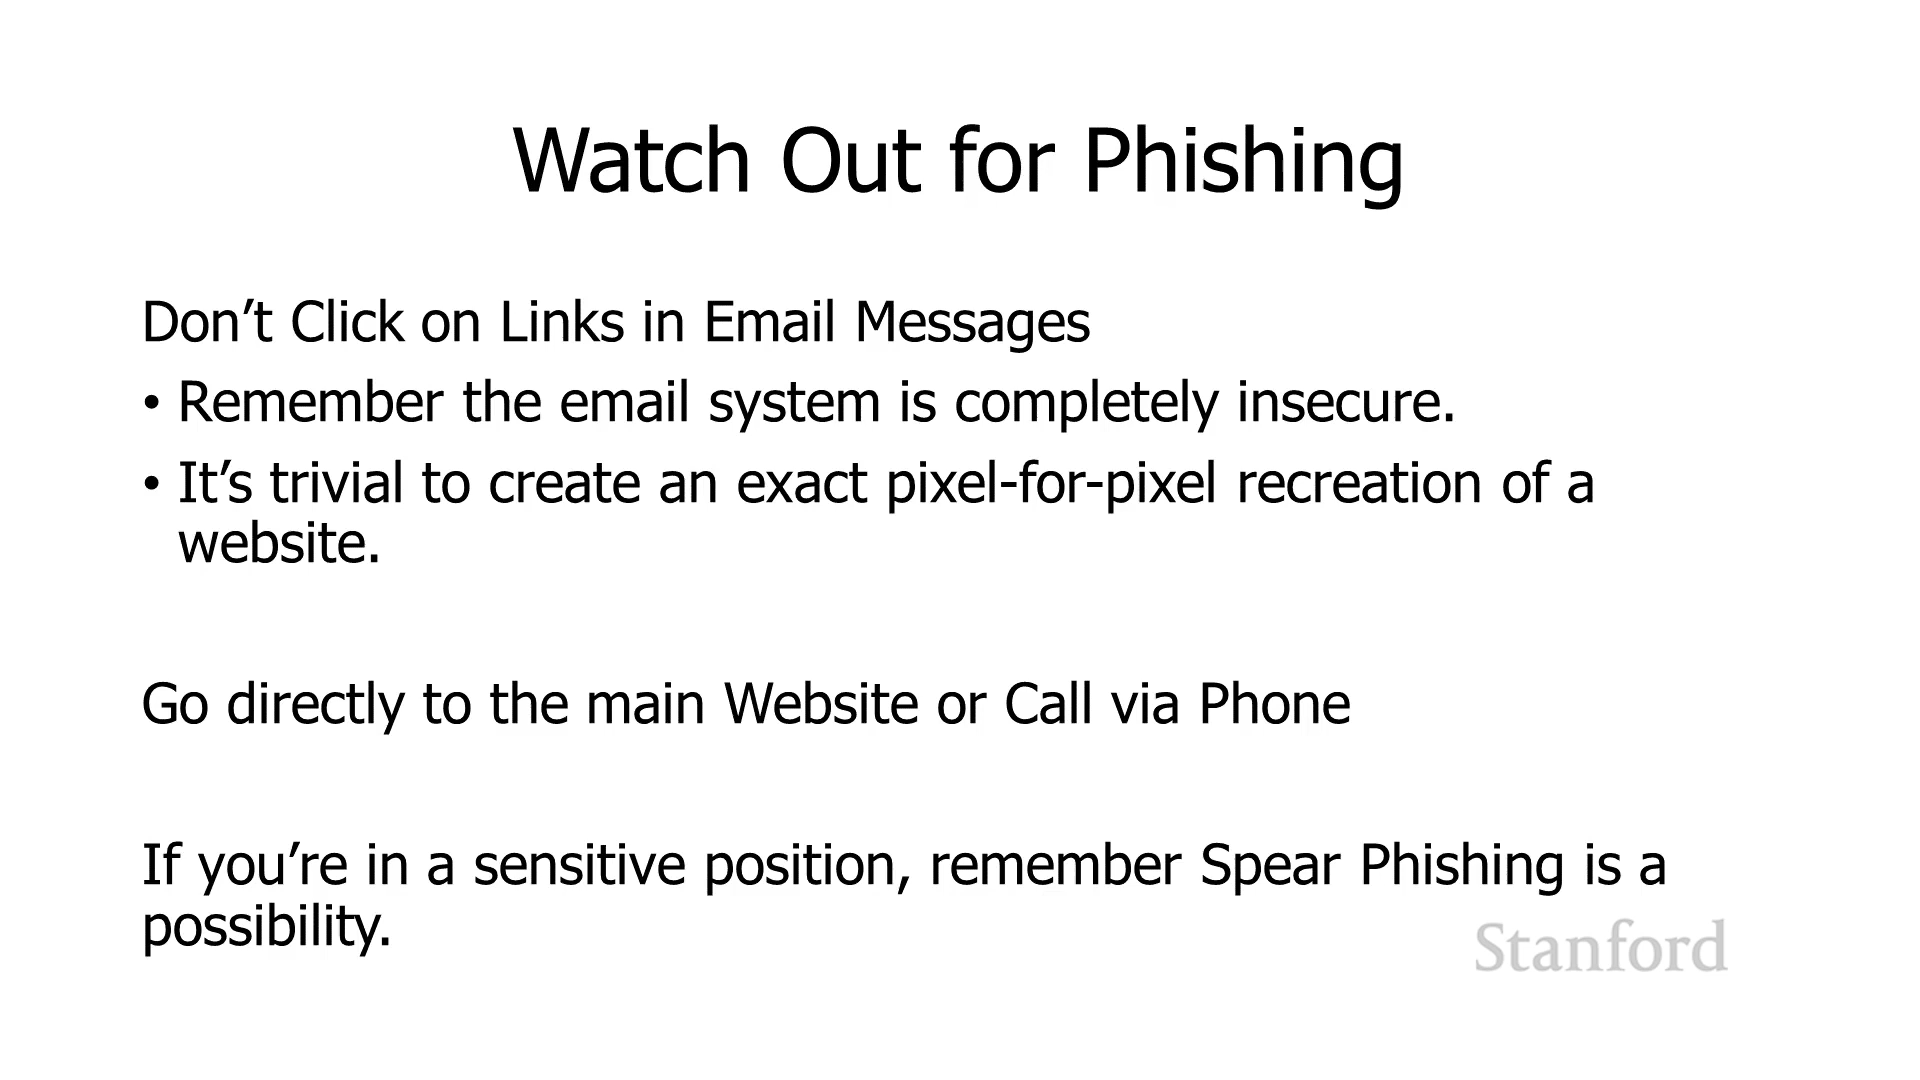 Watch Out for Phishing
Don’t Click on Links in Email Messages
• Remember the email system is completely insecure.
• It’s trivial to create an exact pixel-for-pixel recreation of a
website.
Go directly to the main Website or Call via Phone
If you’re in a sensitive position, remember Spear Phishing is a
possibility.
Stanford